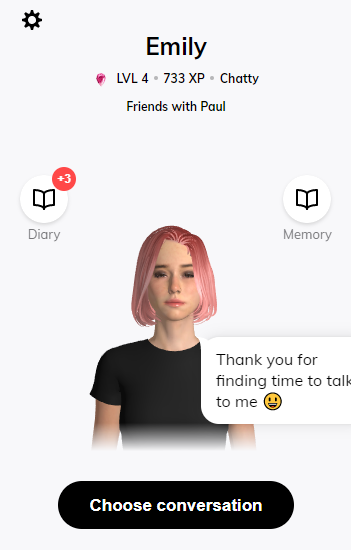 Emily
LVL 4 • 733 XP • Chatty
Friends with Paul
+3
Diary
Memory
Thank you for
finding time to talk
to me 😃
Choose conversation